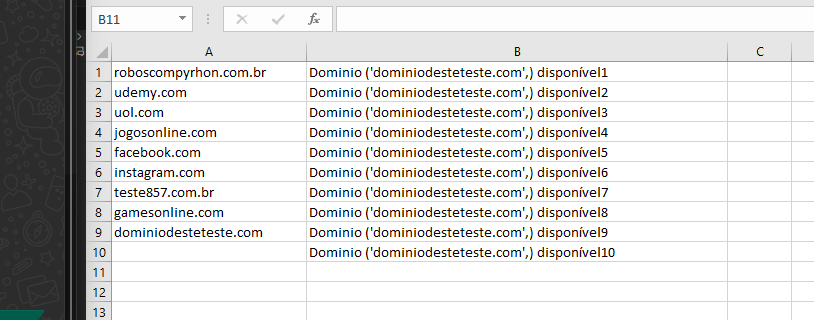 B11 fx
A B C
1 roboscompyrhon.com.br Dominio ('dominiodesteteste.com',) disponível1
2 udemy.com Dominio ('dominiodesteteste.com',) disponível2
3 uol.com Dominio ('dominiodesteteste.com',) disponível3
4 jogosonline.com Dominio ('dominiodesteteste.com',) disponível4
5 facebook.com Dominio ('dominiodesteteste.com',) disponível5
6 instagram.com Dominio ('dominiodesteteste.com',) disponível6
7 teste857.com.br Dominio ('dominiodesteteste.com',) disponível7
8 gamesonline.com Dominio ('dominiodesteteste.com',) disponível8
9 dominiodesteteste.com Dominio ('dominiodesteteste.com',) disponível9
10 Dominio ('dominiodesteteste.com',) disponível10
11
12
13